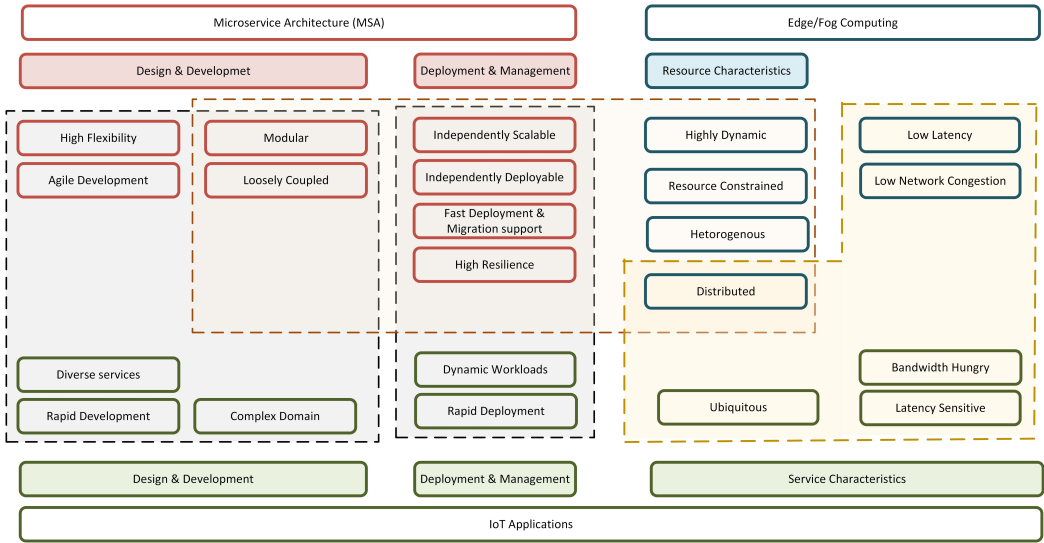 Microservice Architecture (MSA)
Edge/Fog Computing
Design & Developmet
Deployment & Management
Resource Characteristics
High Flexibility
Modular
Independently Scalable
Highly Dynamic
Low Latency
Agile Development
Loosely Coupled
Independently Deployable
Resource Constrained
Low Network Congestion
Fast Deployment &
Migration support
Hetorogenous
High Resilience
Distributed
Diverse services
Dynamic Workloads
Bandwidth Hungry
Rapid Development
Complex Domain
Rapid Deployment
Ubiquitous
Latency Sensitive
Design & Development
Deployment & Management
Service Characteristics
IoT Applications